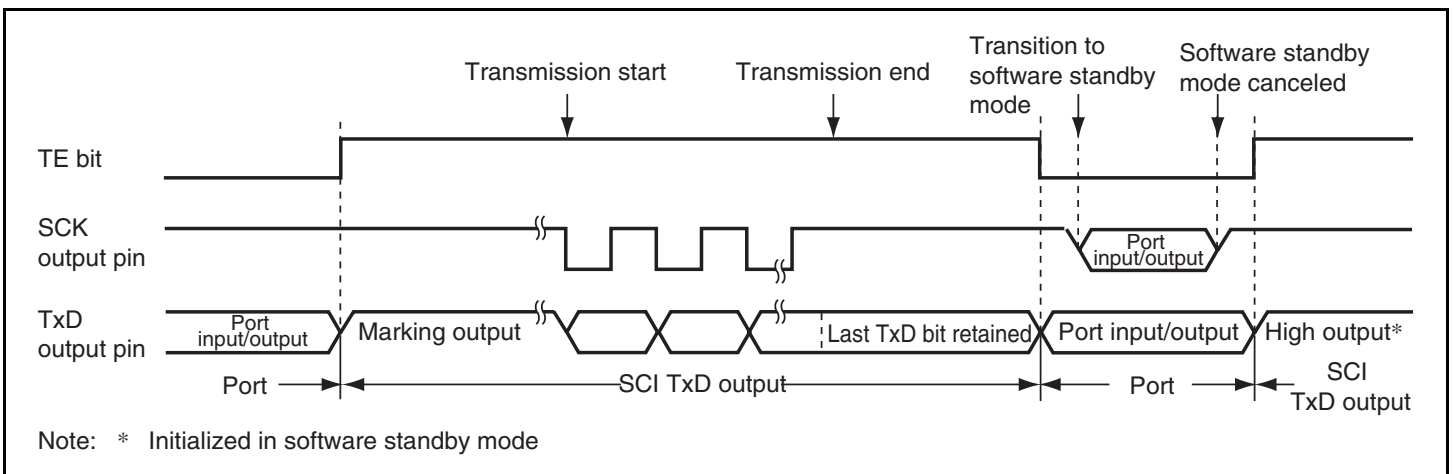 Transmission start
Transmission end
Transition to
software standby
mode
Software standby
mode canceled
TE bit
SCK
output pin
Port
input/output
TxD
output pin
Port
input/output
Marking output
Last TxD bit retained
Port input/output
High output*
Port
SCI TxD output
Port
SCI
TxD output
Note: * Initialized in software standby mode